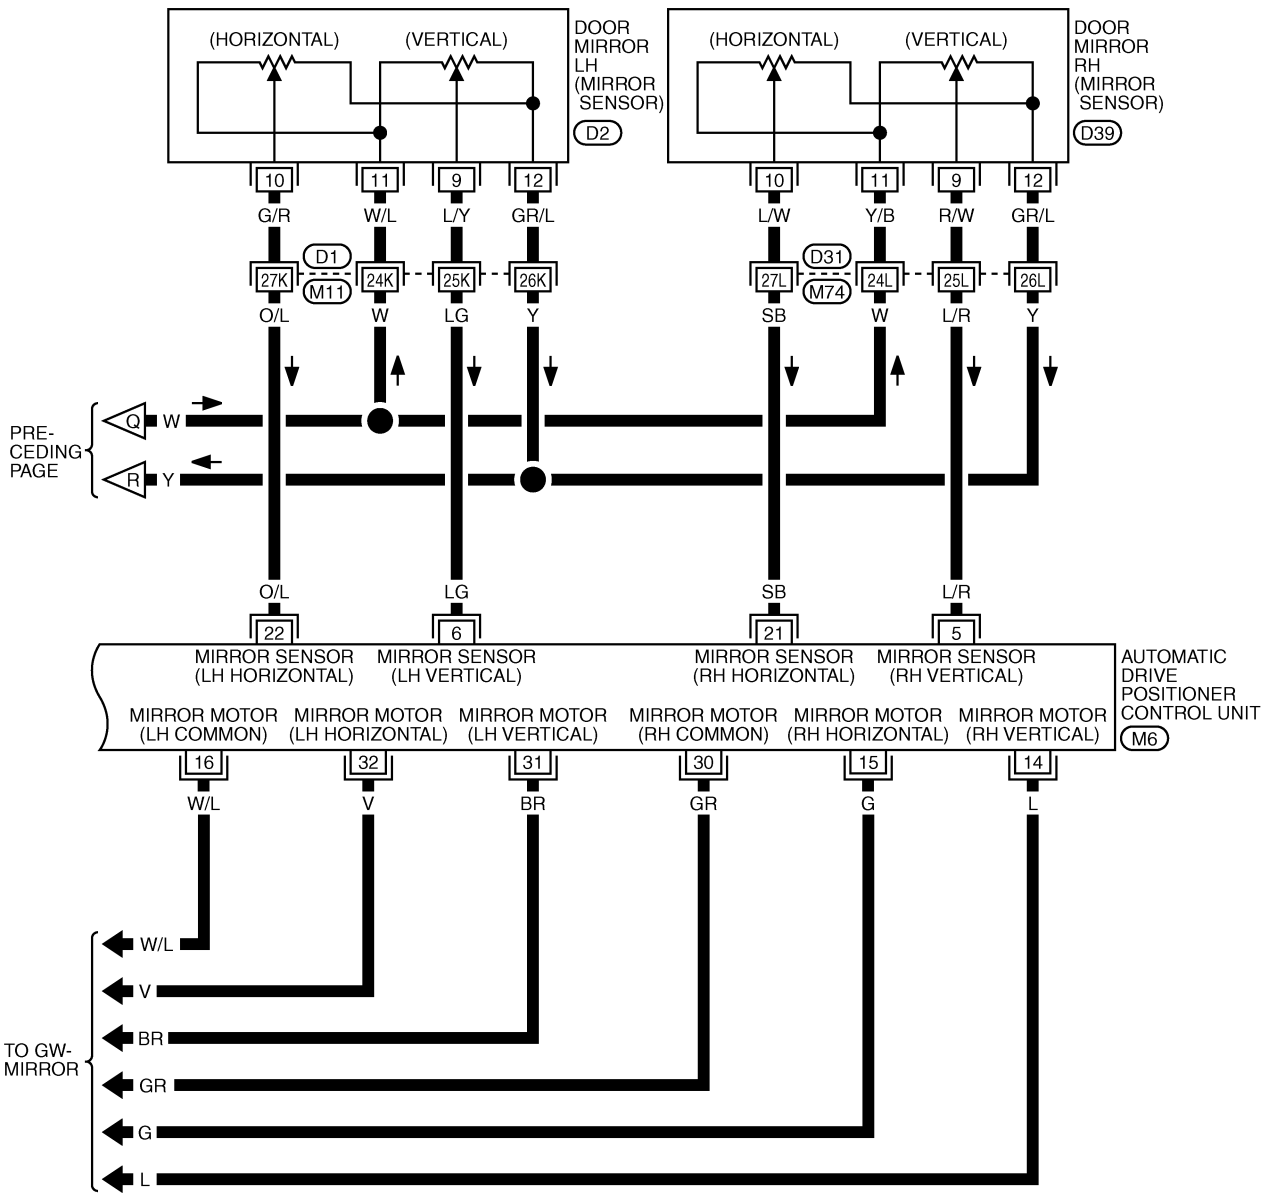 (HORIZONTAL) (VERTICAL)
DOOR
MIRROR
LH
(MIRROR
SENSOR)
D2
(HORIZONTAL) (VERTICAL)
DOOR
MIRROR
RH
(MIRROR
SENSOR)
D39
10 11 9 12 10 11 9 12
G/R W/L L/Y GR/L L/W Y/B R/W GR/L
D1 D31
27K 24K 25K 26K 27L 24L 25L 26L
M11 M74
O/L W LG Y SB W L/R Y
PRE-
CEDING
PAGE
Q W
R Y
O/L LG SB L/R
22 6 21 5
MIRROR SENSOR
(LH HORIZONTAL)
MIRROR SENSOR
(LH VERTICAL)
MIRROR SENSOR
(RH HORIZONTAL)
MIRROR SENSOR
(RH VERTICAL)
AUTOMATIC
DRIVE
POSITIONER
CONTROL UNIT
M6
MIRROR MOTOR
(LH COMMON)
MIRROR MOTOR
(LH HORIZONTAL)
MIRROR MOTOR
(LH VERTICAL)
MIRROR MOTOR
(RH COMMON)
MIRROR MOTOR
(RH HORIZONTAL)
MIRROR MOTOR
(RH VERTICAL)
16 32 31 30 15 14
W/L V BR GR G L
TO GW-
MIRROR
W/L
V
BR
GR
G
L